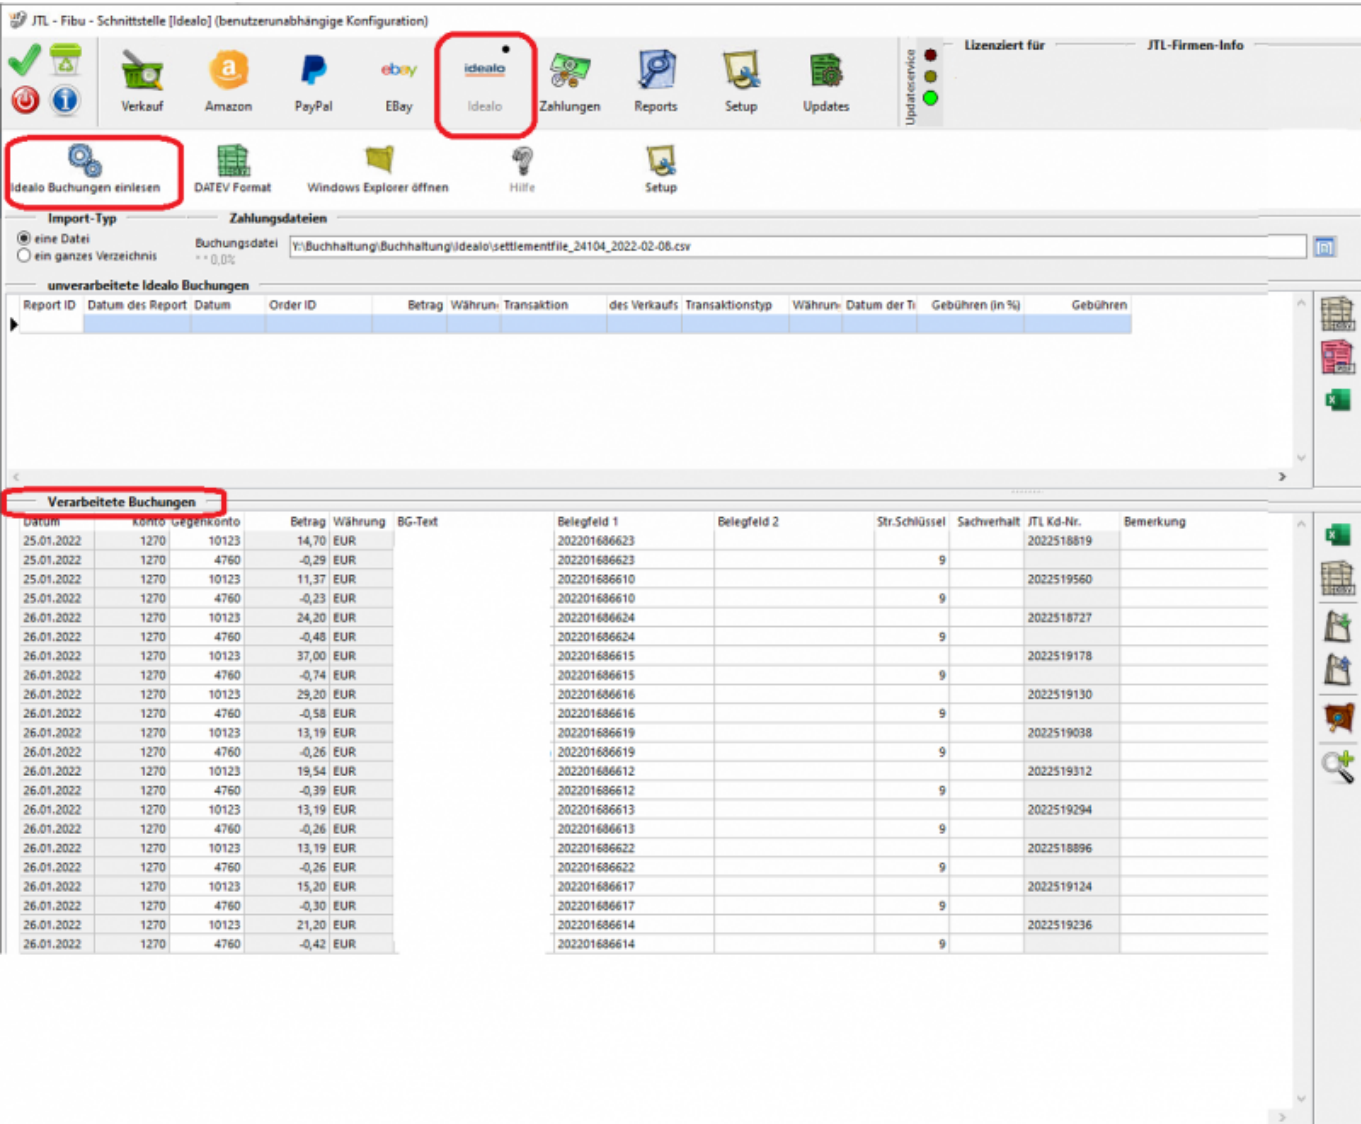 JTL - Fibu - Schnittstelle [Idealo] (benutzerunabhängige Konfiguration)
Lizenziert für JTL-Firmen-Info
Updateservice
a ebay idealo
Verkauf Amazon PayPal EBay Idealo Zahlungen Reports Setup Updates
Idealo Buchungen einlesen DATEV Format Windows Explorer öffnen Hilfe Setup
Import-Typ Zahlungsdateien
eine Datei
ein ganzes Verzeichnis
Buchungsdatei Y:\Buchhaltung\Buchhaltung\Idealo\settlementfile_24104_2022-02-08.csv
* * 0,0%
unverarbeitete Idealo Buchungen
Report ID Datum des Report Datum Order ID Betrag Währun Transaktion des Verkaufs Transaktionstyp Währun Datum der Ti Gebühren (in %) Gebühren
Verarbeitete Buchungen
Datum Konto Gegenkonto Betrag Währung BG-Text Belegfeld 1 Belegfeld 2 Str.Schlüssel Sachverhalt JTL Kd-Nr. Bemerkung
25.01.2022 1270 10123 14,70 EUR 202201686623 2022518819
25.01.2022 1270 4760 -0,29 EUR 202201686623 9
25.01.2022 1270 10123 11,37 EUR 202201686610 2022519560
25.01.2022 1270 4760 -0,23 EUR 202201686610 9
26.01.2022 1270 10123 24,20 EUR 202201686624 2022518727
26.01.2022 1270 4760 -0,48 EUR 202201686624 9
26.01.2022 1270 10123 37,00 EUR 202201686615 2022519178
26.01.2022 1270 4760 -0,74 EUR 202201686615 9
26.01.2022 1270 10123 29,20 EUR 202201686616 2022519130
26.01.2022 1270 4760 -0,58 EUR 202201686616 9
26.01.2022 1270 10123 13,19 EUR 202201686619 2022519038
26.01.2022 1270 4760 -0,26 EUR 202201686619 9
26.01.2022 1270 10123 19,54 EUR 202201686612 2022519312
26.01.2022 1270 4760 -0,39 EUR 202201686612 9
26.01.2022 1270 10123 13,19 EUR 202201686613 2022519294
26.01.2022 1270 4760 -0,26 EUR 202201686613 9
26.01.2022 1270 10123 13,19 EUR 202201686622 2022518896
26.01.2022 1270 4760 -0,26 EUR 202201686622 9
26.01.2022 1270 10123 15,20 EUR 202201686617 2022519124
26.01.2022 1270 4760 -0,30 EUR 202201686617 9
26.01.2022 1270 10123 21,20 EUR 202201686614 2022519236
26.01.2022 1270 4760 -0,42 EUR 202201686614 9